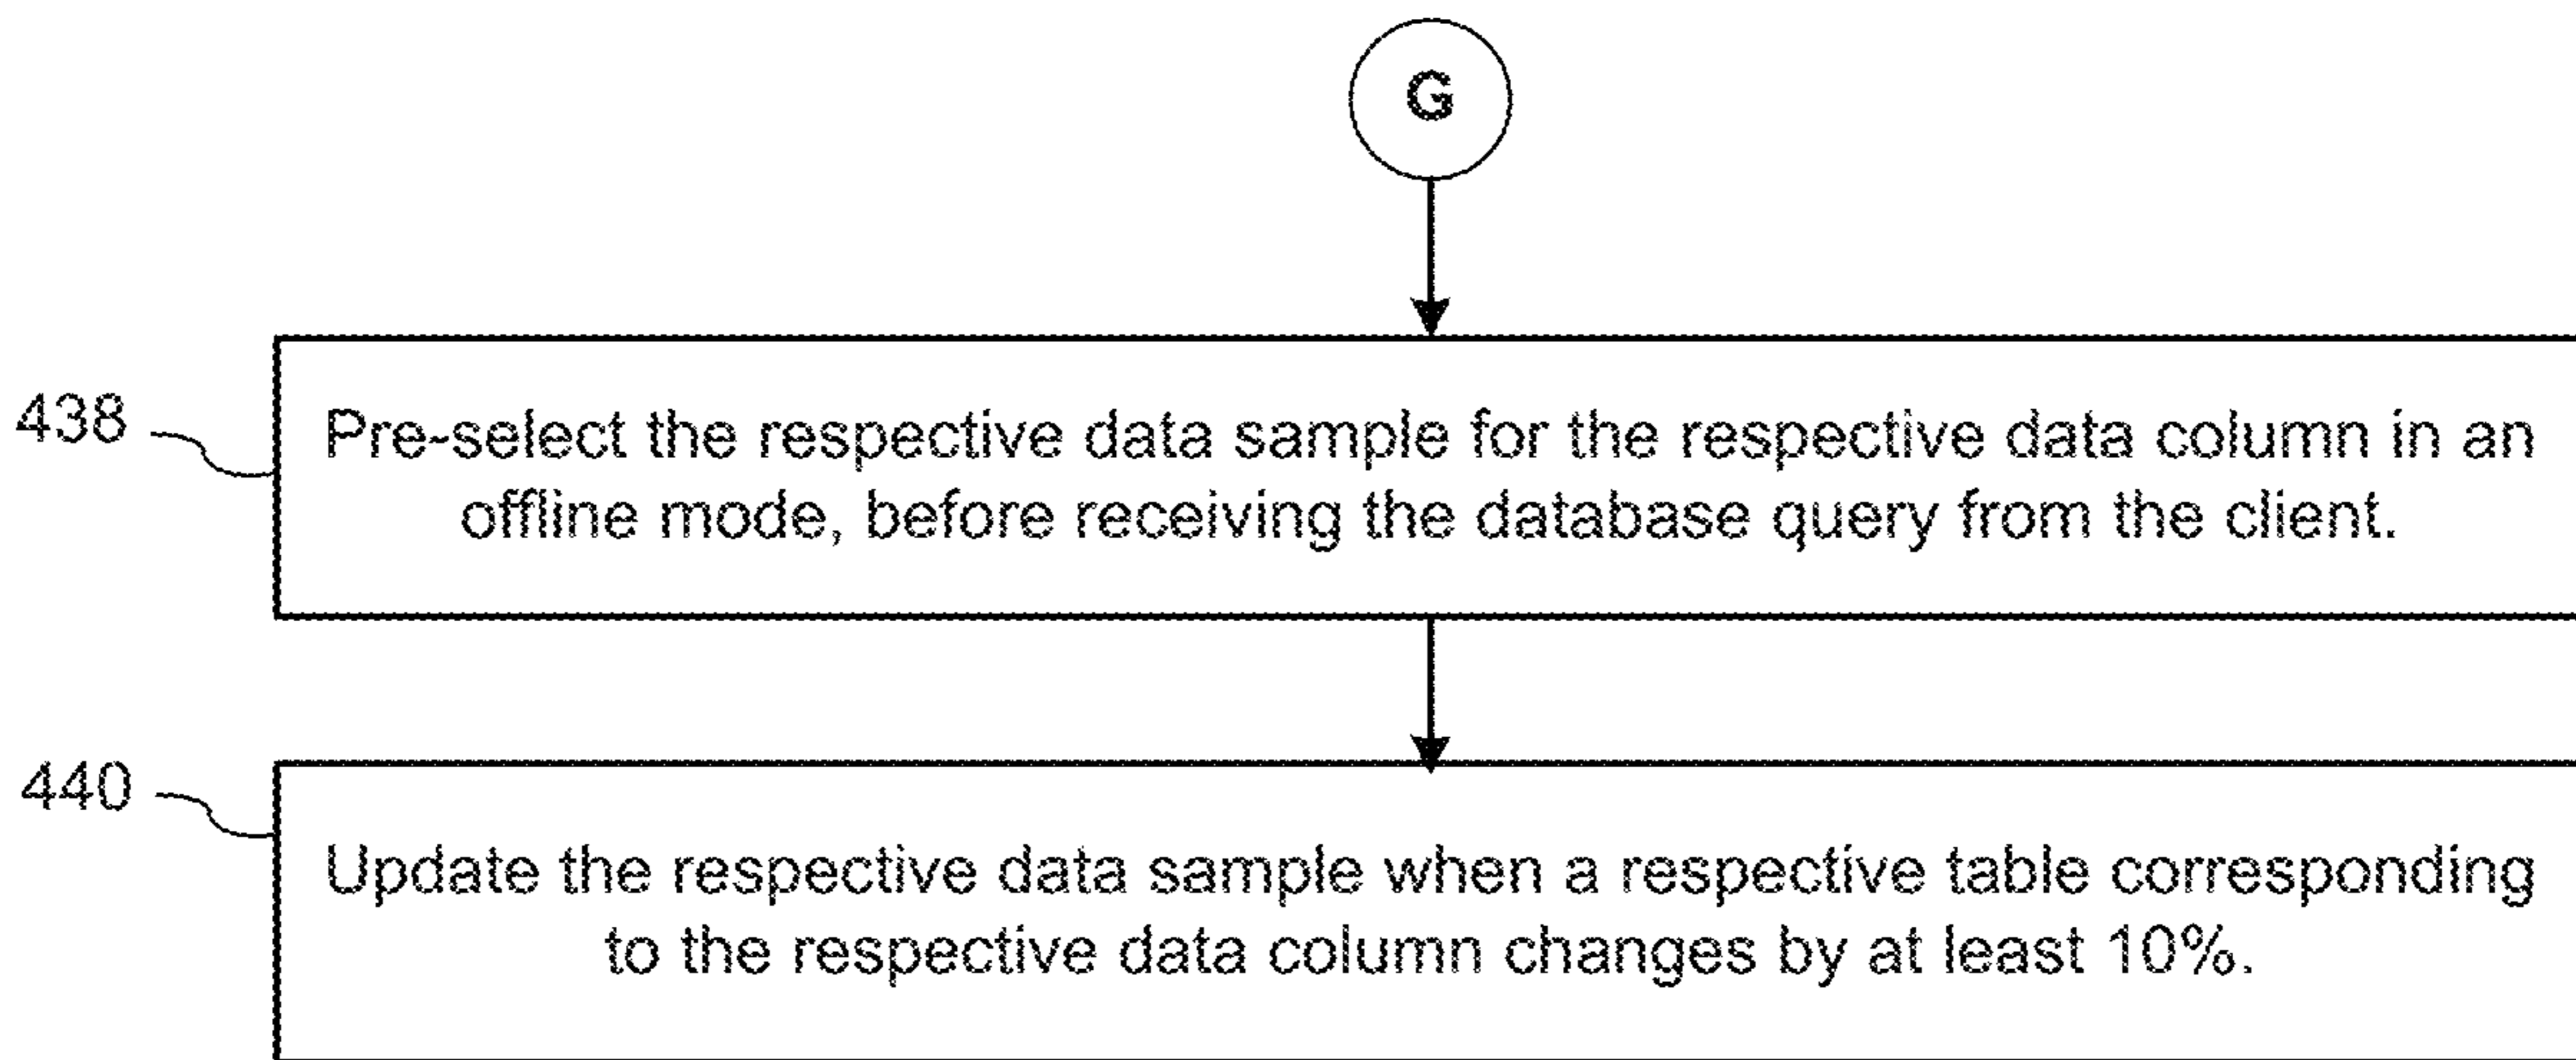 G
438
Pre-select the respective data sample for the respective data column in an
offline mode, before receiving the database query from the client.
440
Update the respective data sample when a respective table corresponding
to the respective data column changes by at least 10%.